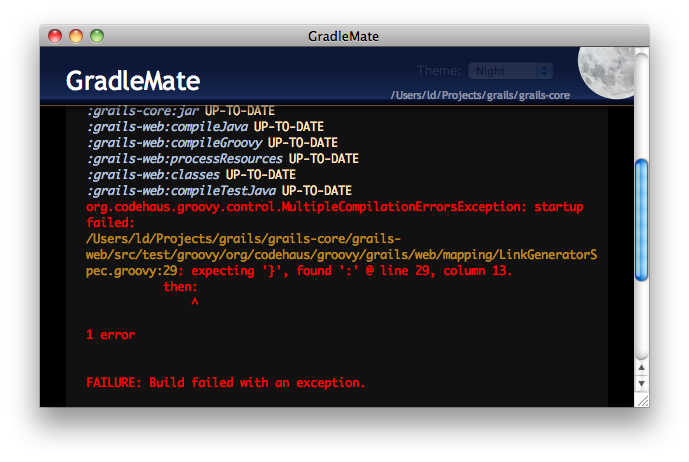 GradleMate
Theme: Night
GradleMate
/Users/ld/Projects/grails/grails-core
:grails-core:jar UP-TO-DATE
:grails-web:compileJava UP-TO-DATE
:grails-web:compileGroovy UP-TO-DATE
:grails-web:processResources UP-TO-DATE
:grails-web:classes UP-TO-DATE
:grails-web:compileTestJava UP-TO-DATE
org.codehaus.groovy.control.MultipleCompilationErrorsException: startup
failed:
/Users/ld/Projects/grails/grails-core/grails-
web/src/test/groovy/org/codehaus/groovy/grails/web/mapping/LinkGeneratorS
pec.groovy:29: expecting '}', found ':' @ line 29, column 13.
then:
^
1 error
FAILURE: Build failed with an exception.